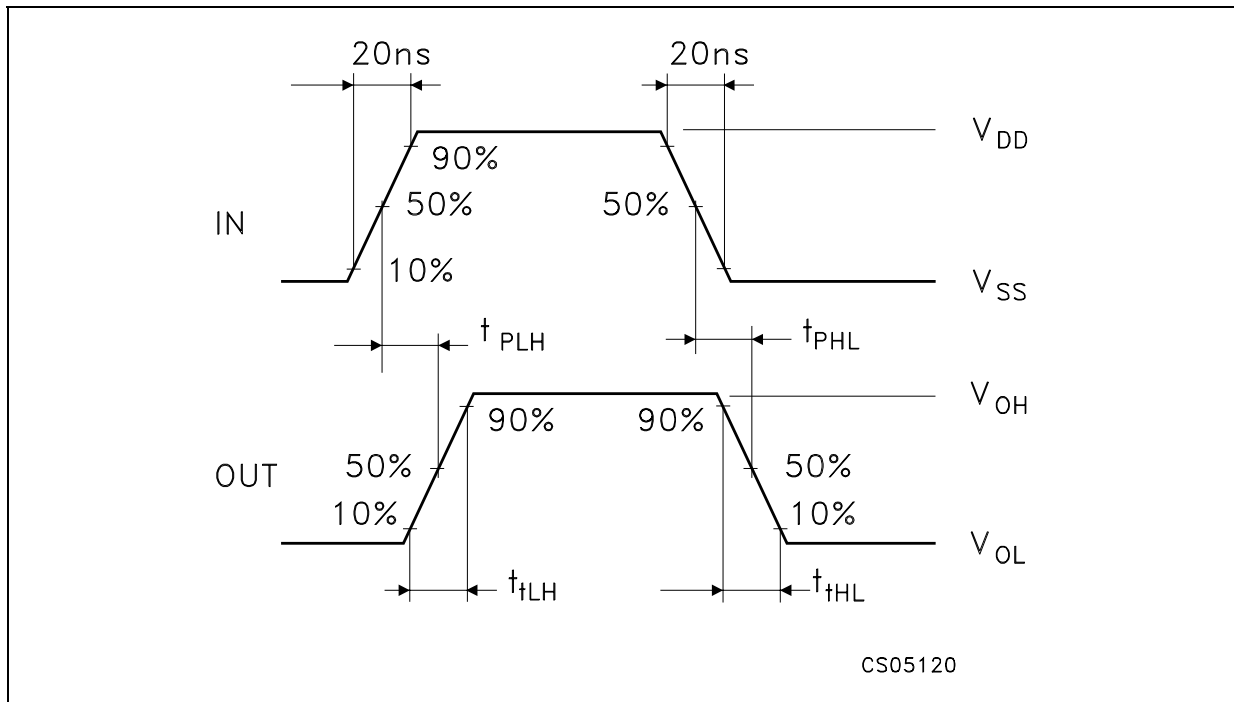 20ns 20ns
V_DD
90%
50% 50%
IN
10%
V_SS
t_PLH t_PHL
V_OH
90% 90%
50% 50%
OUT
10% 10%
V_OL
t_tLH t_tHL
CS05120